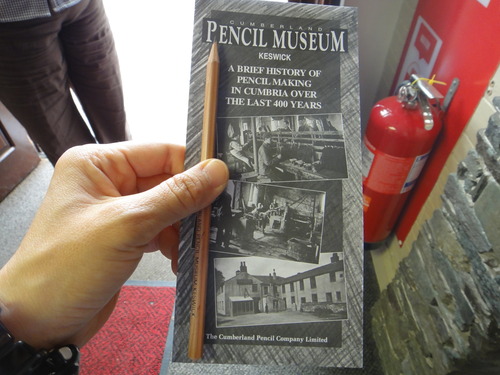 CUMBERLAND
PENCIL MUSEUM
KESWICK
A BRIEF HISTORY OF
PENCIL MAKING
IN CUMBRIA OVER
THE LAST 400 YEARS
The Cumberland Pencil Company Limited